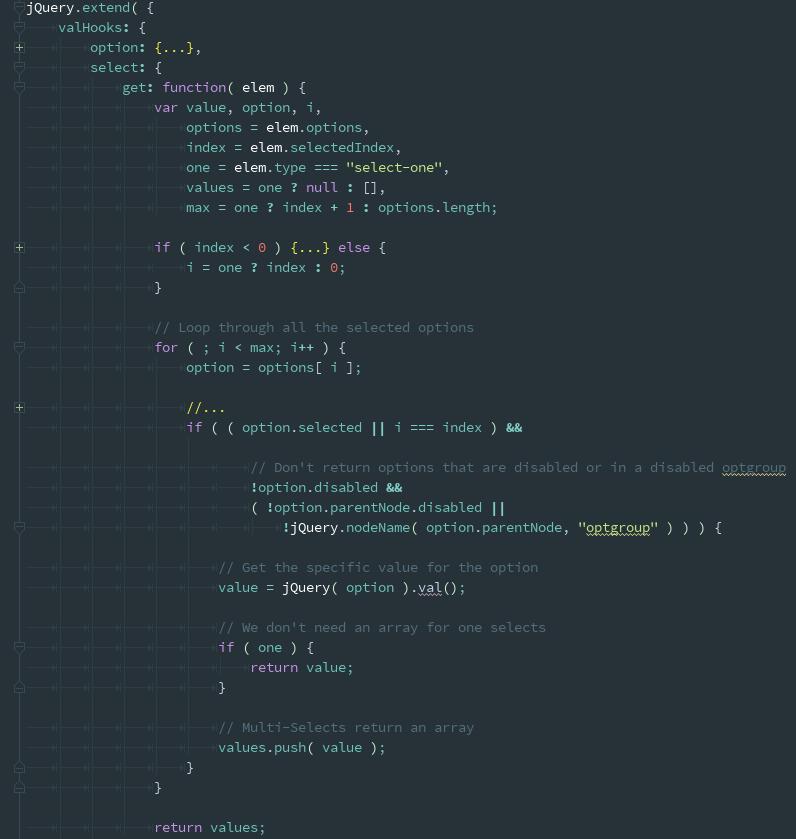 jQuery.extend( {
valHooks: {
option: {...},
select: {
get: function( elem ) {
var value, option, i,
options = elem.options,
index = elem.selectedIndex,
one = elem.type === "select-one",
values = one ? null : [],
max = one ? index + 1 : options.length;
if ( index < 0 ) {...} else {
i = one ? index : 0;
}
// Loop through all the selected options
for ( ; i < max; i++ ) {
option = options[ i ];
//...
if ( ( option.selected || i === index ) &&
// Don't return options that are disabled or in a disabled optgroup
!option.disabled &&
( !option.parentNode.disabled ||
!jQuery.nodeName( option.parentNode, "optgroup" ) ) ) {
// Get the specific value for the option
value = jQuery( option ).val();
// We don't need an array for one selects
if ( one ) {
return value;
}
// Multi-Selects return an array
values.push( value );
}
}
return values;